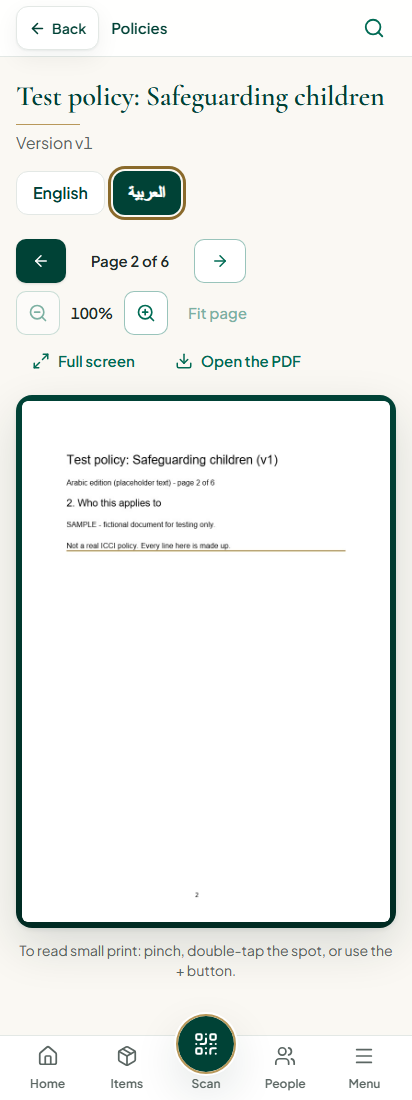 Back
Policies
Test policy: Safeguarding children
Version v1
English
العربية
Page 2 of 6
100%
Fit page
Full screen
Open the PDF
Test policy: Safeguarding children (v1)
Arabic edition (placeholder text) - page 2 of 6
2. Who this applies to
SAMPLE - fictional document for testing only.
Not a real ICCI policy. Every line here is made up.
2
To read small print: pinch, double-tap the spot, or use the
+ button.
Home
Items
Scan
People
Menu